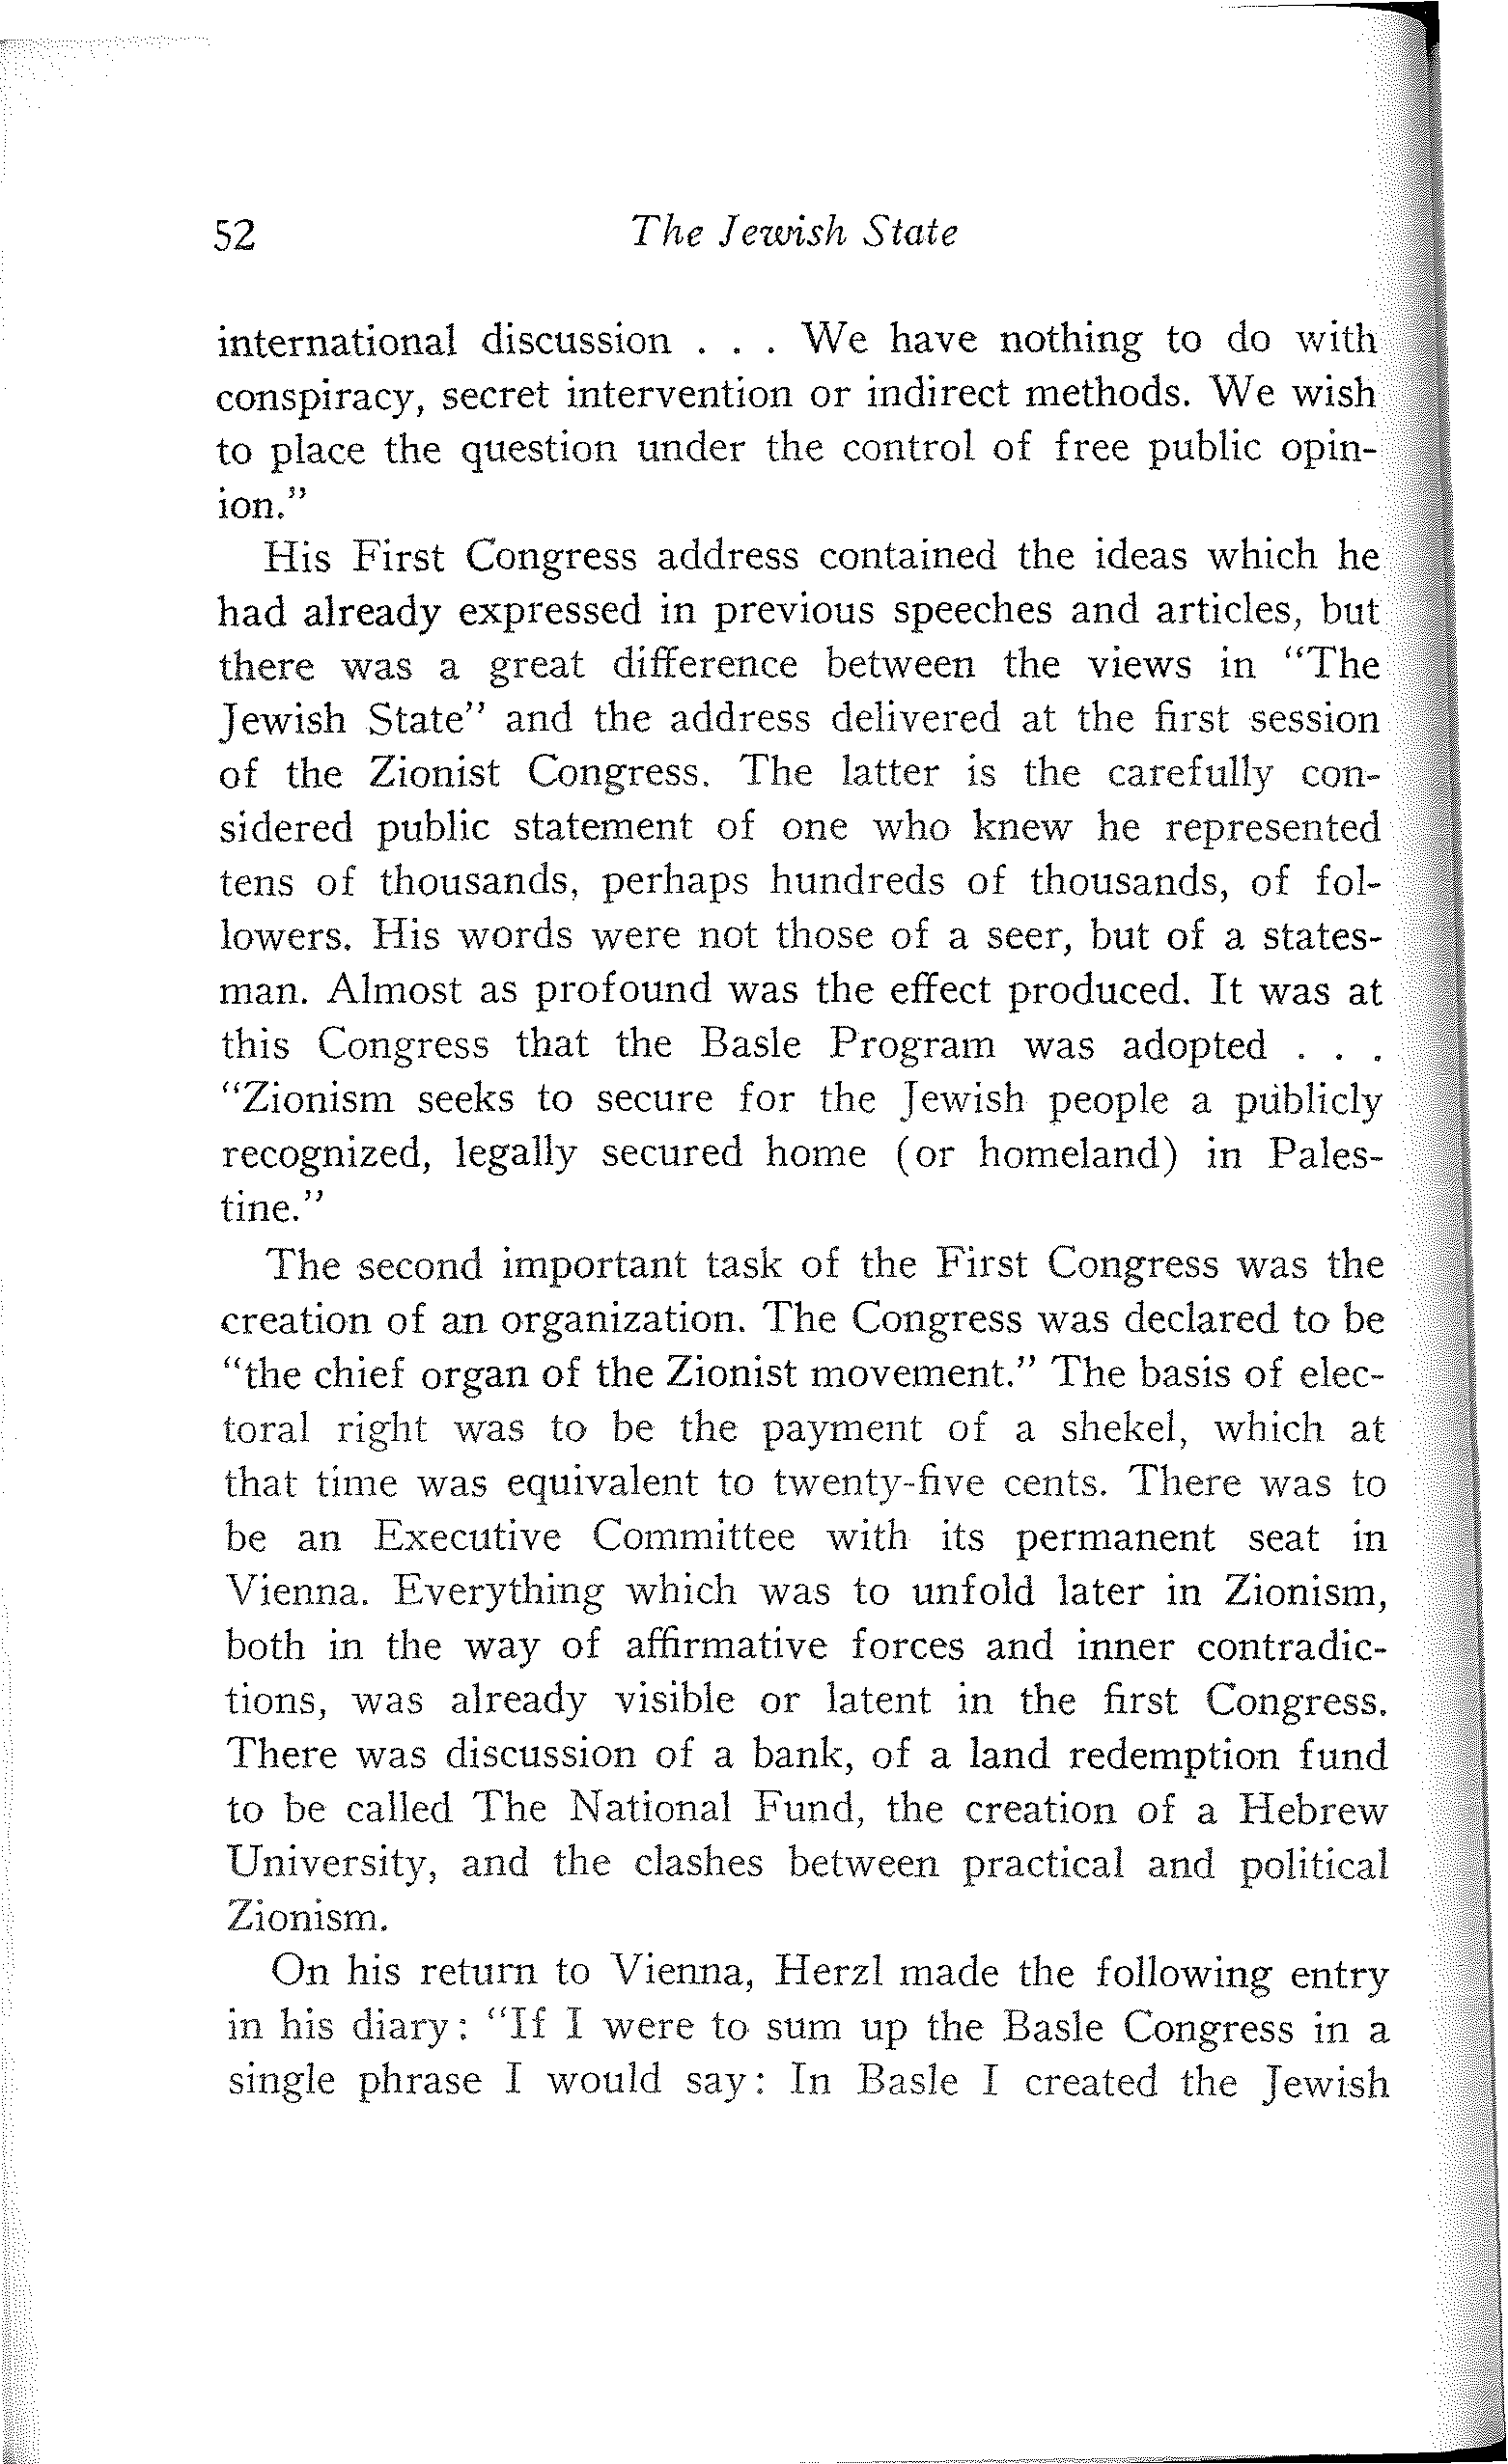 52 The Jewish State
international discussion . . . We have nothing to do with
conspiracy, secret intervention or indirect methods. We wish
to place the question under the control of free public opin-
ion."
His First Congress address contained the ideas which he
had already expressed in previous speeches and articles, but
there was a great difference between the views in "The
Jewish State" and the address delivered at the first session
of the Zionist Congress. The latter is the carefully con-
sidered public statement of one who knew he represented
tens of thousands, perhaps hundreds of thousands, of fol-
lowers. His words were not those of a seer, but of a states-
man. Almost as profound was the effect produced. It was at
this Congress that the Basle Program was adopted . . .
"Zionism seeks to secure for the Jewish people a publicly
recognized, legally secured home (or homeland) in Pales-
tine."
The second important task of the First Congress was the
creation of an organization. The Congress was declared to be
"the chief organ of the Zionist movement." The basis of elec-
toral right was to be the payment of a shekel, which at
that time was equivalent to twenty-five cents. There was to
be an Executive Committee with its permanent seat in
Vienna. Everything which was to unfold later in Zionism,
both in the way of affirmative forces and inner contradic-
tions, was already visible or latent in the first Congress.
There was discussion of a bank, of a land redemption fund
to be called The National Fund, the creation of a Hebrew
University, and the clashes between practical and political
Zionism.
On his return to Vienna, Herzl made the following entry
in his diary: "If I were to sum up the Basle Congress in a
single phrase I would say: In Basle I created the Jewish